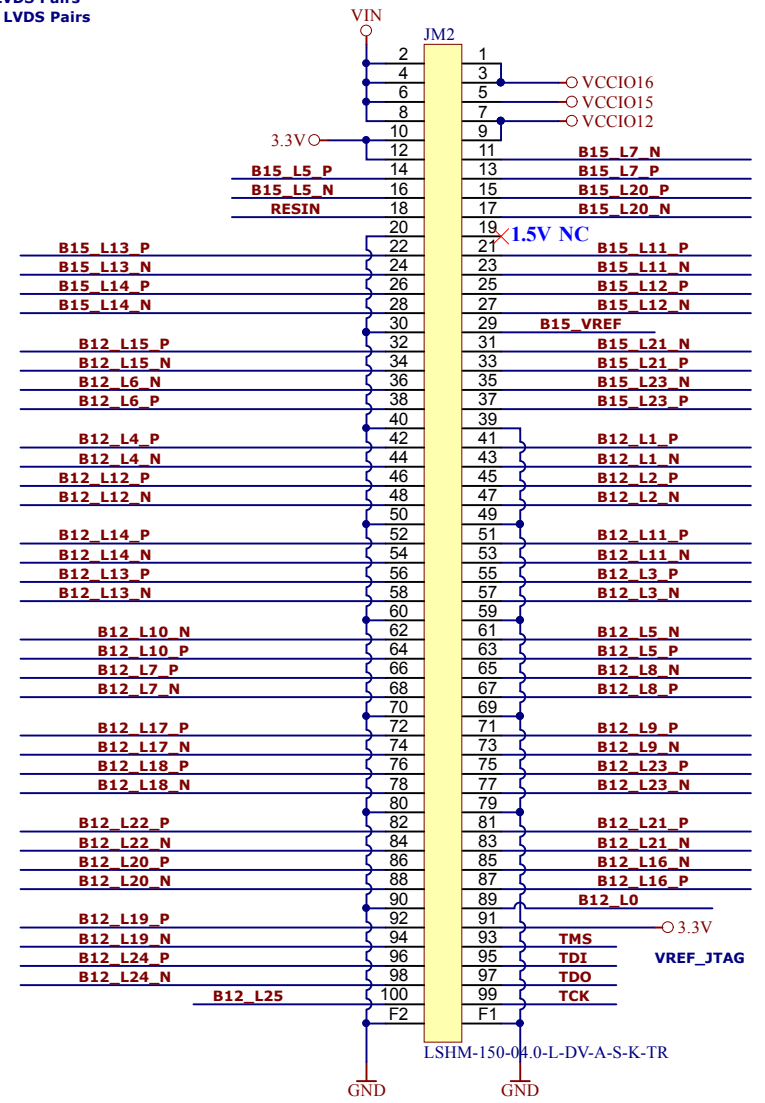 LVDS Pairs
LVDS Pairs
VIN
JM2
2 1
4 3 VCCIO16
6 5 VCCIO15
8 7 VCCIO12
3.3V 10 9
12 11 B15_L7_N
B15_L5_P 14 13 B15_L7_P
B15_L5_N 16 15 B15_L20_P
RESIN 18 17 B15_L20_N
20 19 1.5V NC
B15_L13_P 22 21 B15_L11_P
B15_L13_N 24 23 B15_L11_N
B15_L14_P 26 25 B15_L12_P
B15_L14_N 28 27 B15_L12_N
30 29 B15_VREF
B12_L15_P 32 31 B15_L21_N
B12_L15_N 34 33 B15_L21_P
B12_L6_N 36 35 B15_L23_N
B12_L6_P 38 37 B15_L23_P
40 39
B12_L4_P 42 41 B12_L1_P
B12_L4_N 44 43 B12_L1_N
B12_L12_P 46 45 B12_L2_P
B12_L12_N 48 47 B12_L2_N
50 49
B12_L14_P 52 51 B12_L11_P
B12_L14_N 54 53 B12_L11_N
B12_L13_P 56 55 B12_L3_P
B12_L13_N 58 57 B12_L3_N
60 59
B12_L10_N 62 61 B12_L5_N
B12_L10_P 64 63 B12_L5_P
B12_L7_P 66 65 B12_L8_N
B12_L7_N 68 67 B12_L8_P
70 69
B12_L17_P 72 71 B12_L9_P
B12_L17_N 74 73 B12_L9_N
B12_L18_P 76 75 B12_L23_P
B12_L18_N 78 77 B12_L23_N
80 79
B12_L22_P 82 81 B12_L21_P
B12_L22_N 84 83 B12_L21_N
B12_L20_P 86 85 B12_L16_N
B12_L20_N 88 87 B12_L16_P
90 89 B12_L0
B12_L19_P 92 91 3.3V
B12_L19_N 94 93 TMS
B12_L24_P 96 95 TDI VREF_JTAG
B12_L24_N 98 97 TDO
B12_L25 100 99 TCK
F2 F1
LSHM-150-04.0-L-DV-A-S-K-TR
GND GND